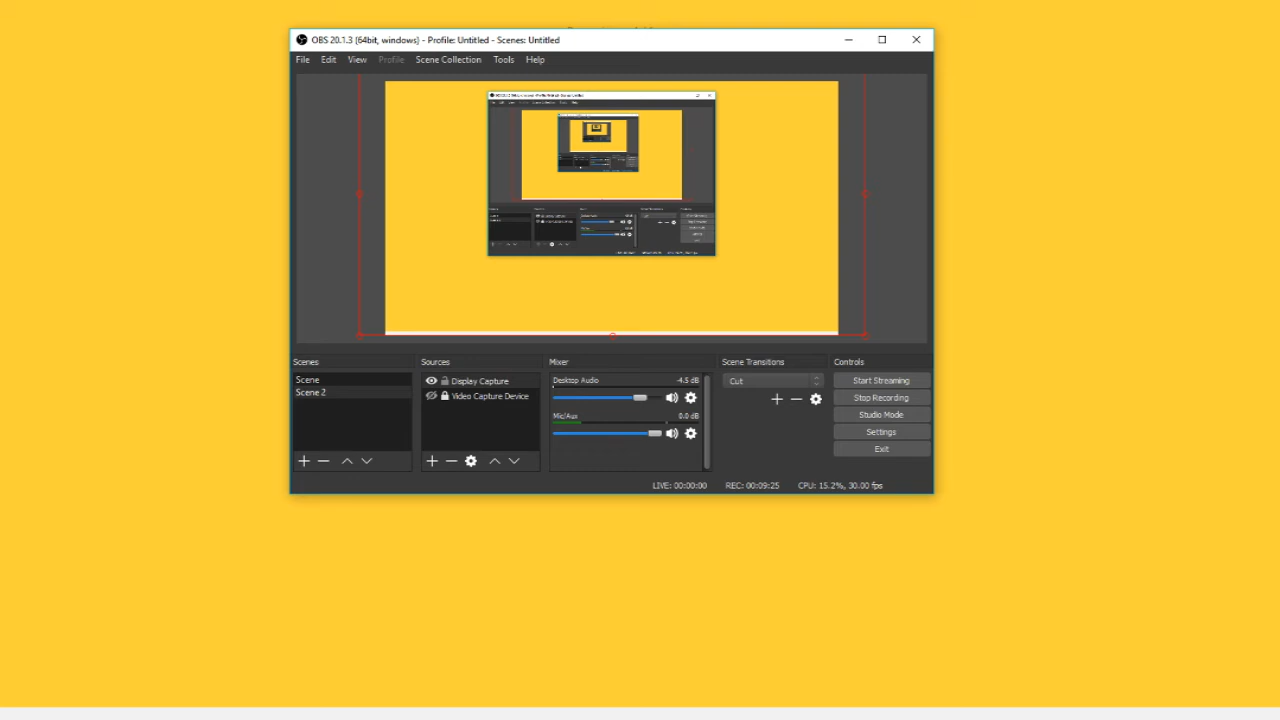 OBS 20.1.3 (64bit, windows) - Profile: Untitled - Scenes: Untitled
File Edit View Profile Scene Collection Tools Help
Scenes Sources Mixer Scene Transitions Controls
Scene
Scene 2
Display Capture
Video Capture Device
Desktop Audio -4.5 dB
Mic/Aux 0.0 dB
Cut
Start Streaming
Stop Recording
Studio Mode
Settings
Exit
LIVE: 00:00:00 REC: 00:09:25 CPU: 15.2%, 30.00 fps